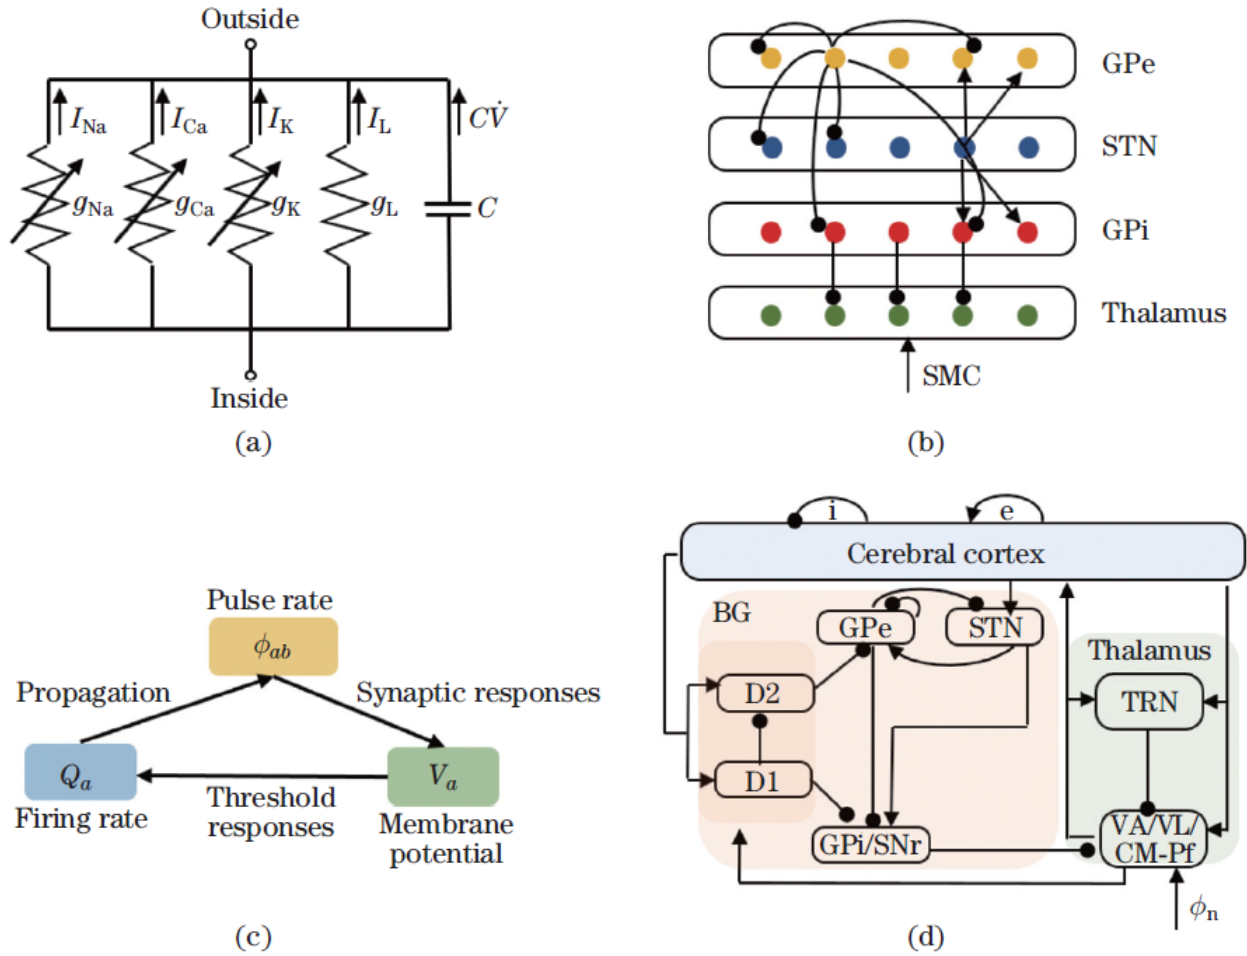 Outside
I_Na I_Ca I_K I_L CV̇
g_Na g_Ca g_K g_L C
Inside
(a)
GPe
STN
GPi
Thalamus
SMC
(b)
Pulse rate
ϕ_ab
Propagation
Synaptic responses
Q_a
V_a
Firing rate
Threshold
responses
Membrane
potential
(c)
i
e
Cerebral cortex
BG
GPe
STN
Thalamus
D2
TRN
D1
VA/VL/
CM-Pf
GPi/SNr
ϕ_n
(d)